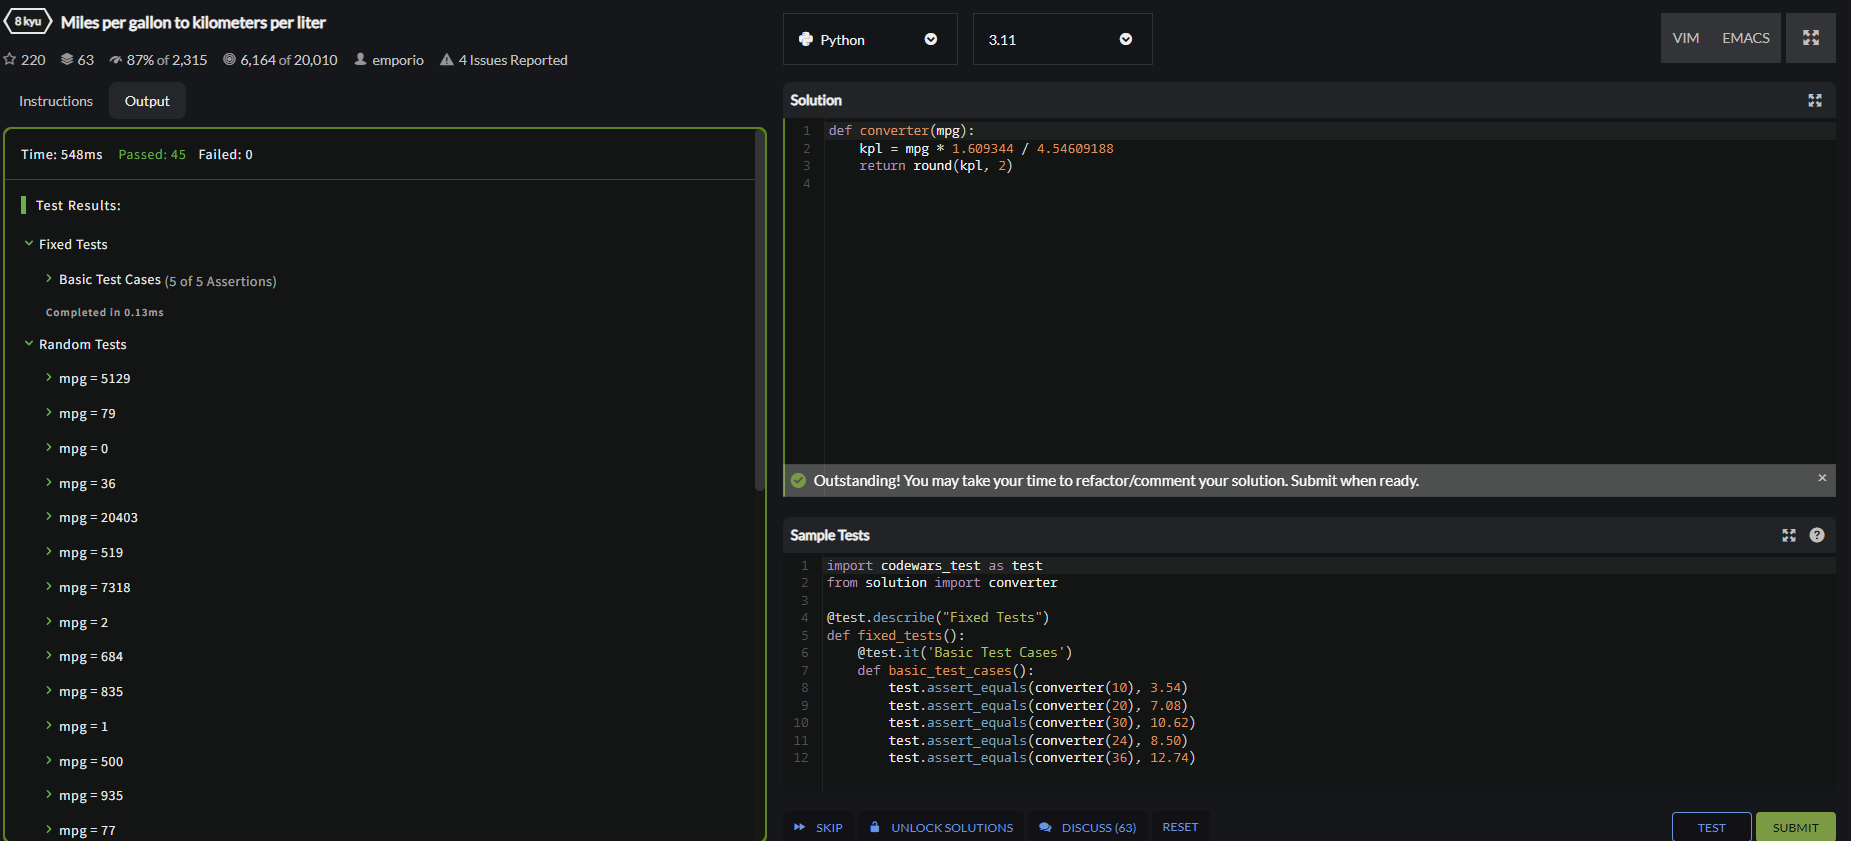 8 kyu Miles per gallon to kilometers per liter
220 63 87% of 2,315 6,164 of 20,010 emporio 4 Issues Reported
Instructions Output
Time: 548ms Passed: 45 Failed: 0
Test Results:
Fixed Tests
Basic Test Cases (5 of 5 Assertions)
Completed in 0.13ms
Random Tests
mpg = 5129
mpg = 79
mpg = 0
mpg = 36
mpg = 20403
mpg = 519
mpg = 7318
mpg = 2
mpg = 684
mpg = 835
mpg = 1
mpg = 500
mpg = 935
mpg = 77
Python 3.11 VIM EMACS
Solution
1 def converter(mpg):
2     kpl = mpg * 1.609344 / 4.54609188
3     return round(kpl, 2)
4
Outstanding! You may take your time to refactor/comment your solution. Submit when ready. ×
Sample Tests ?
1 import codewars_test as test
2 from solution import converter
3
4 @test.describe("Fixed Tests")
5 def fixed_tests():
6     @test.it('Basic Test Cases')
7     def basic_test_cases():
8         test.assert_equals(converter(10), 3.54)
9         test.assert_equals(converter(20), 7.08)
10         test.assert_equals(converter(30), 10.62)
11         test.assert_equals(converter(24), 8.50)
12         test.assert_equals(converter(36), 12.74)
SKIP UNLOCK SOLUTIONS DISCUSS (63) RESET TEST SUBMIT